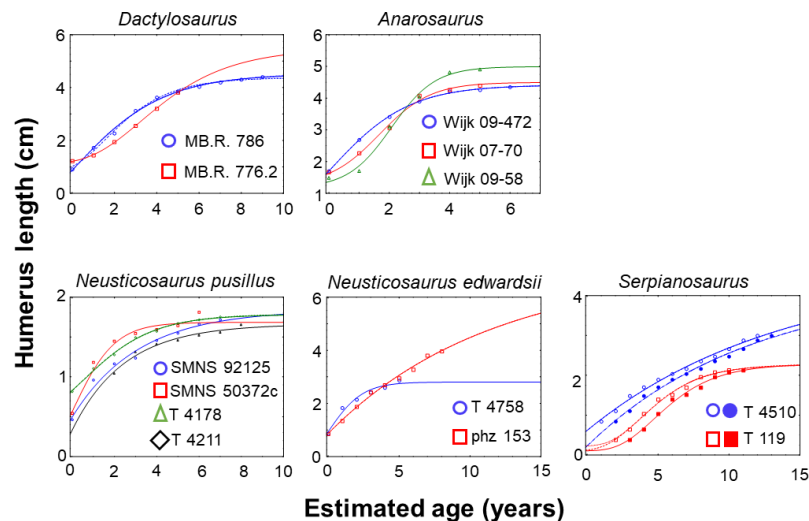 Dactylosaurus
Anarosaurus
Humerus length (cm)
6
4
2
0
0 2 4 6 8 10
MB.R. 786
MB.R. 776.2
6
5
4
3
2
1
0 2 4 6
Wijk 09-472
Wijk 07-70
Wijk 09-58
Neusticosaurus pusillus
Neusticosaurus edwardsii
Serpianosaurus
2
1
0
0 2 4 6 8 10
SMNS 92125
SMNS 50372c
T 4178
T 4211
6
4
2
0
0 5 10 15
T 4758
phz 153
4
2
0
0 5 10 15
T 4510
T 119
Estimated age (years)